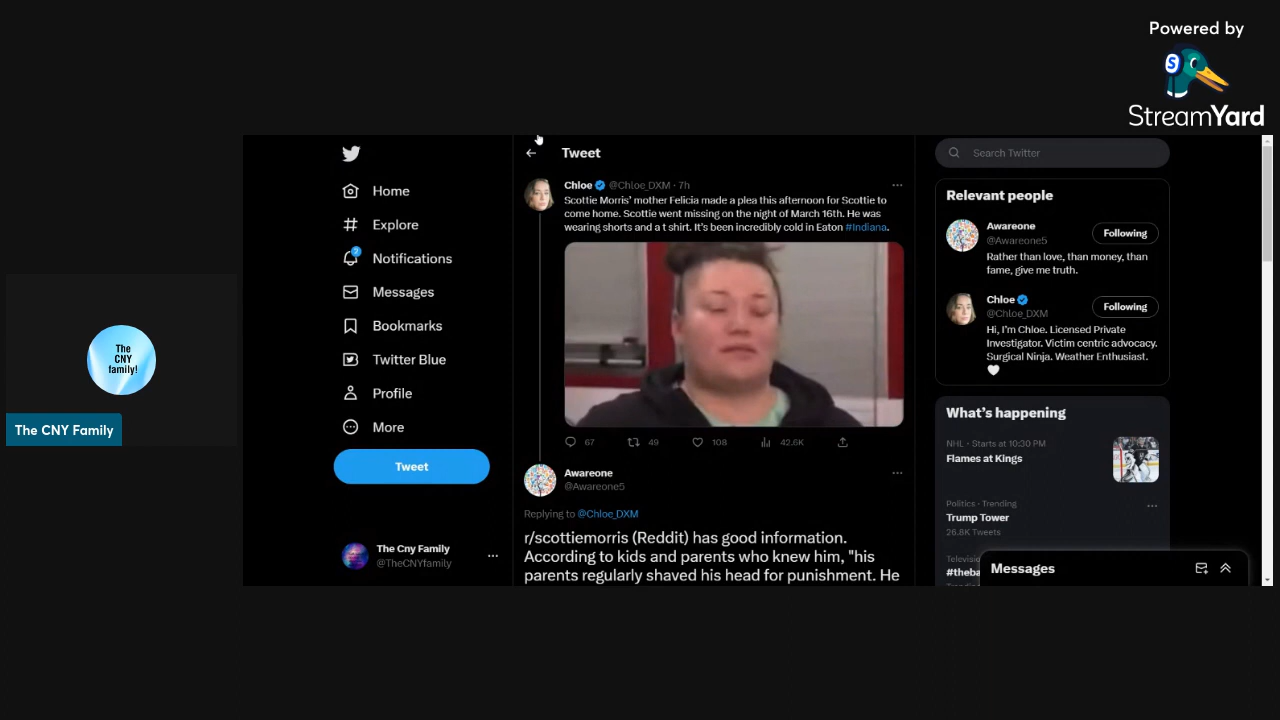 Powered by
S
StreamYard
The
CNY
family!
The CNY Family
Home
Explore
2
Notifications
Messages
Bookmarks
Twitter Blue
Profile
More
Tweet
The Cny Family
@TheCNYfamily
Tweet
Chloe @Chloe_DXM · 7h
Scottie Morris' mother Felicia made a plea this afternoon for Scottie to
come home. Scottie went missing on the night of March 16th. He was
wearing shorts and a t shirt. It's been incredibly cold in Eaton #Indiana.
67 49 108 42.6K
Awareone
@Awareone5
Replying to @Chloe_DXM
r/scottiemorris (Reddit) has good information.
According to kids and parents who knew him, "his
parents regularly shaved his head for punishment. He
Search Twitter
Relevant people
Awareone
@Awareone5
Following
Rather than love, than money, than
fame, give me truth.
Chloe
@Chloe_DXM
Following
Hi, I'm Chloe. Licensed Private
Investigator. Victim centric advocacy.
Surgical Ninja. Weather Enthusiast.
What's happening
NHL · Starts at 10:30 PM
Flames at Kings
Politics · Trending
Trump Tower
26.8K Tweets
Televisi
#theba
Messages